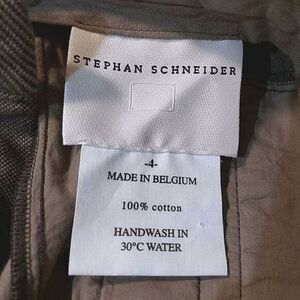 STEPHAN SCHNEIDER
-4-
MADE IN BELGIUM
100% cotton
HANDWASH IN
30°C WATER